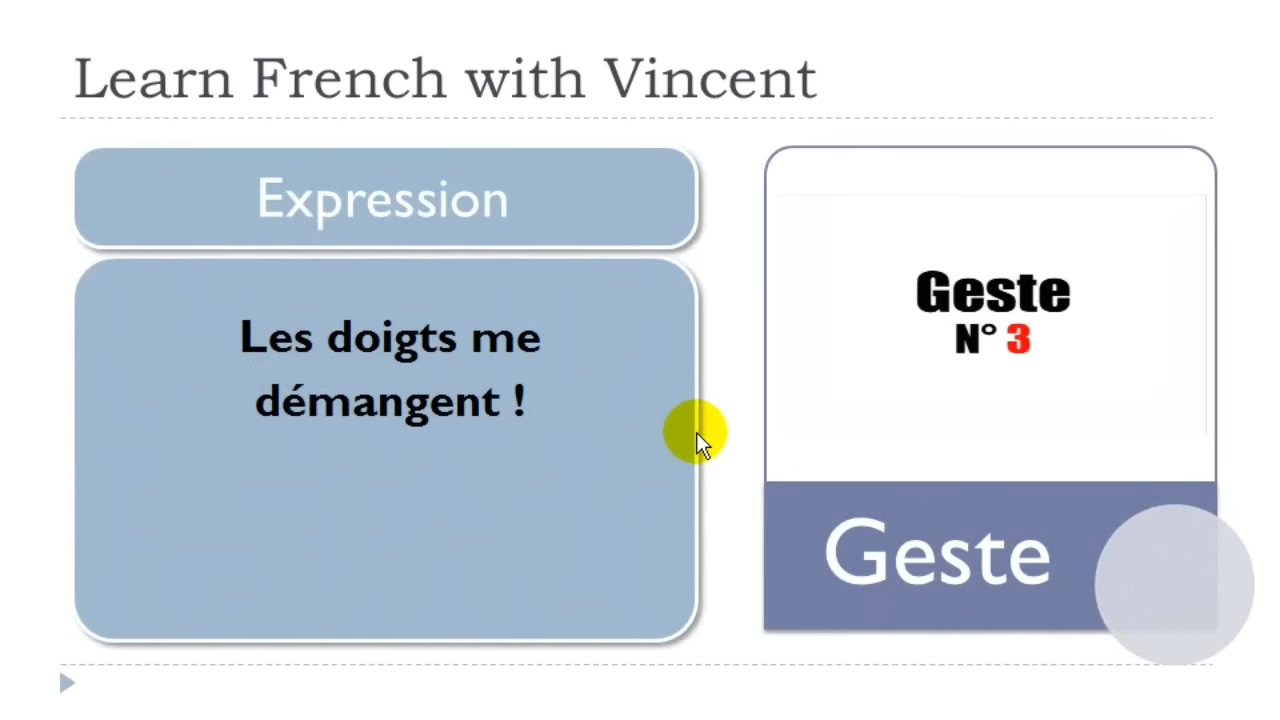 Learn French with Vincent
Expression
Les doigts me
démangent !
Geste
N° 3
Geste